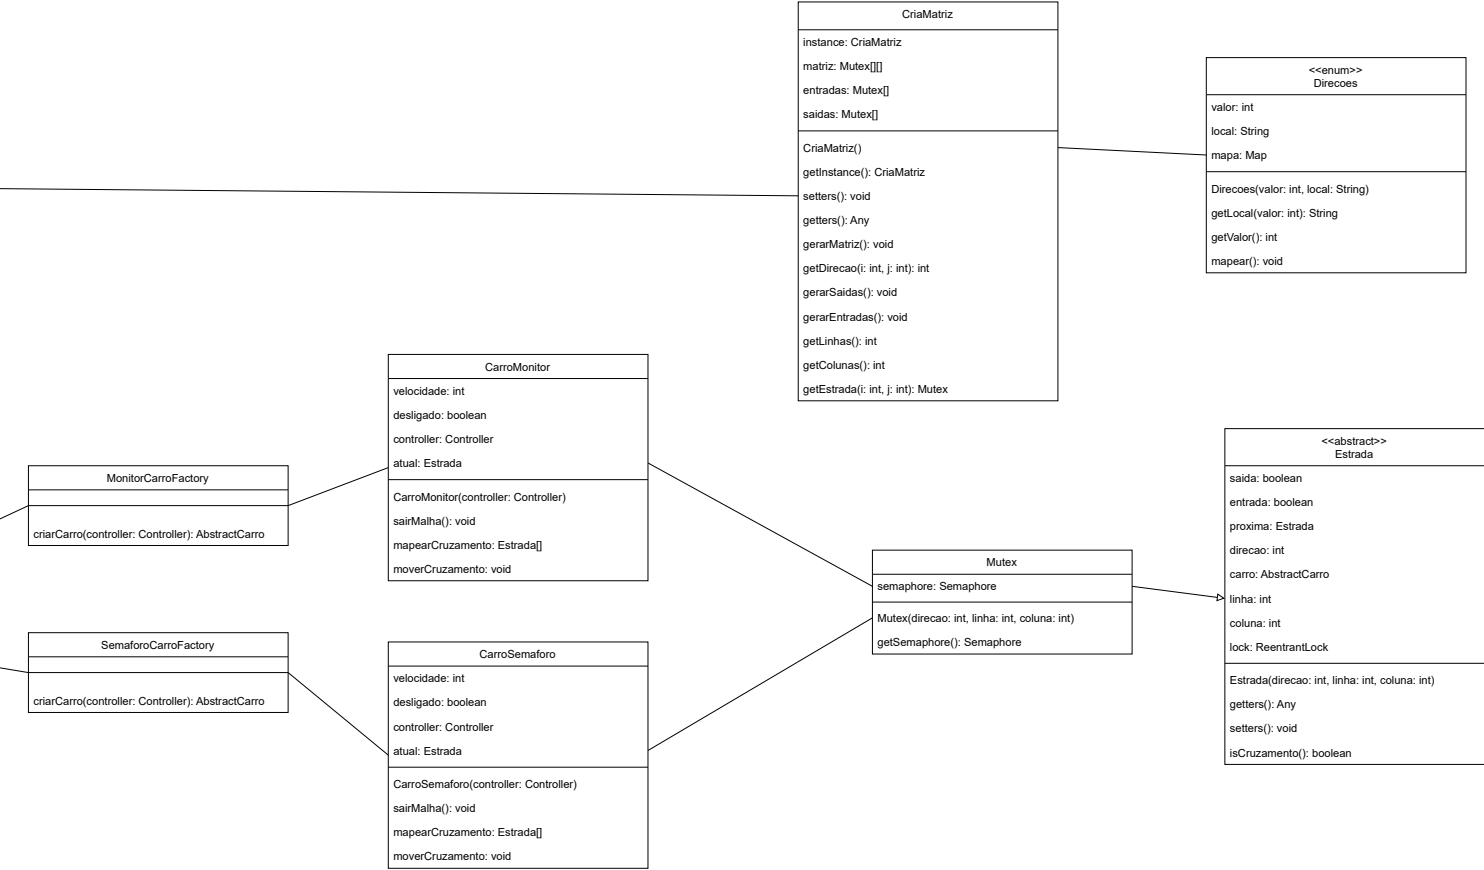 CriaMatriz
instance: CriaMatriz
matriz: Mutex[][]
entradas: Mutex[]
saidas: Mutex[]
CriaMatriz()
getInstance(): CriaMatriz
setters(): void
getters(): Any
gerarMatriz(): void
getDirecao(i: int, j: int): int
gerarSaidas(): void
gerarEntradas(): void
getLinhas(): int
getColunas(): int
getEstrada(i: int, j: int): Mutex
<<enum>>
Direcoes
valor: int
local: String
mapa: Map
Direcoes(valor: int, local: String)
getLocal(valor: int): String
getValor(): int
mapear(): void
CarroMonitor
velocidade: int
desligado: boolean
controller: Controller
atual: Estrada
CarroMonitor(controller: Controller)
sairMalha(): void
mapearCruzamento: Estrada[]
moverCruzamento: void
MonitorCarroFactory
criarCarro(controller: Controller): AbstractCarro
<<abstract>>
Estrada
saida: boolean
entrada: boolean
proxima: Estrada
direcao: int
carro: AbstractCarro
linha: int
coluna: int
lock: ReentrantLock
Estrada(direcao: int, linha: int, coluna: int)
getters(): Any
setters(): void
isCruzamento(): boolean
Mutex
semaphore: Semaphore
Mutex(direcao: int, linha: int, coluna: int)
getSemaphore(): Semaphore
SemaforoCarroFactory
criarCarro(controller: Controller): AbstractCarro
CarroSemaforo
velocidade: int
desligado: boolean
controller: Controller
atual: Estrada
CarroSemaforo(controller: Controller)
sairMalha(): void
mapearCruzamento: Estrada[]
moverCruzamento: void